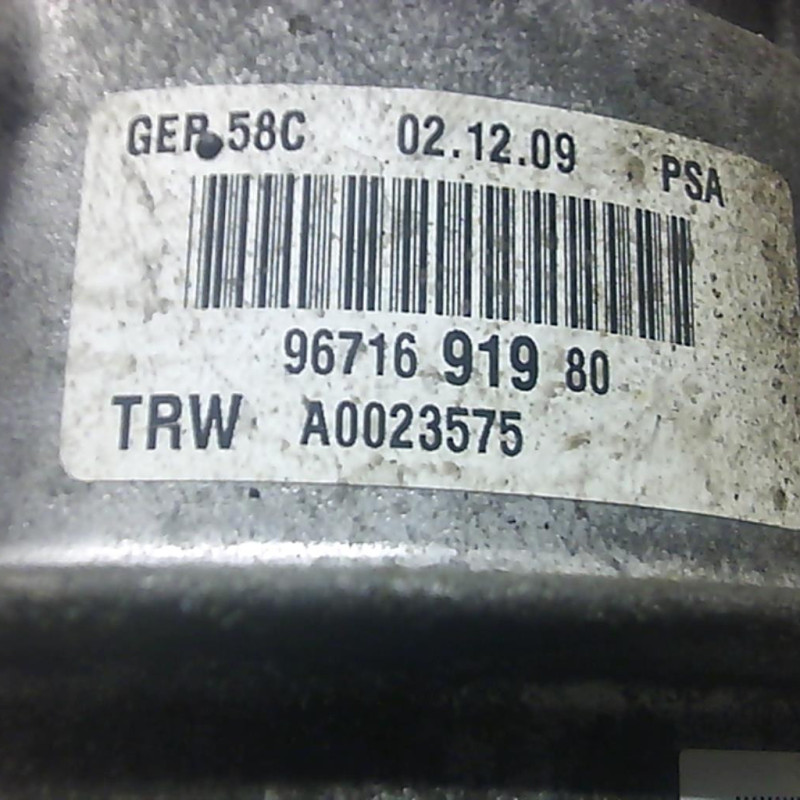 GER 58C 02.12.09 PSA
96716 919 80
TRW A0023575